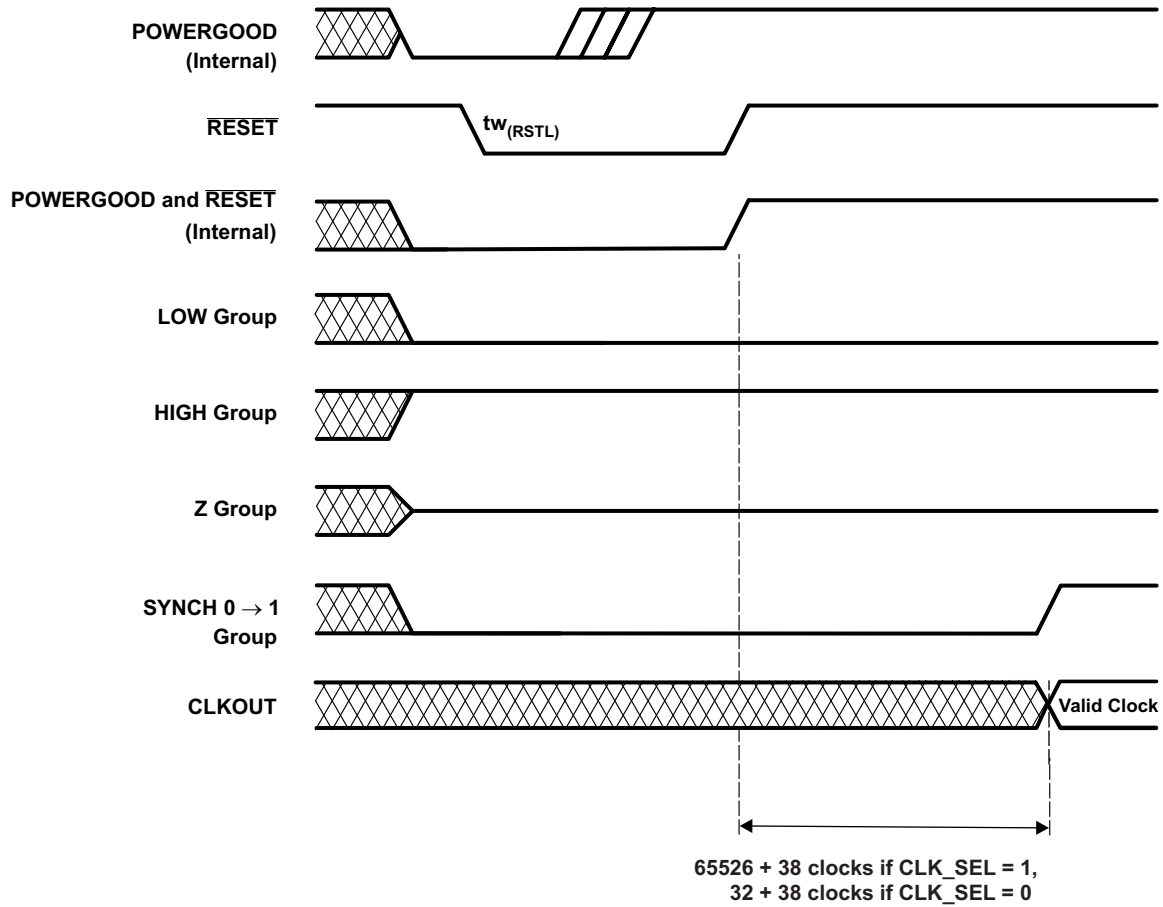 POWERGOOD
(Internal)
RESET
tw(RSTL)
POWERGOOD and RESET
(Internal)
LOW Group
HIGH Group
Z Group
SYNCH 0 → 1
Group
CLKOUT
Valid Clock
65526 + 38 clocks if CLK_SEL = 1,
32 + 38 clocks if CLK_SEL = 0